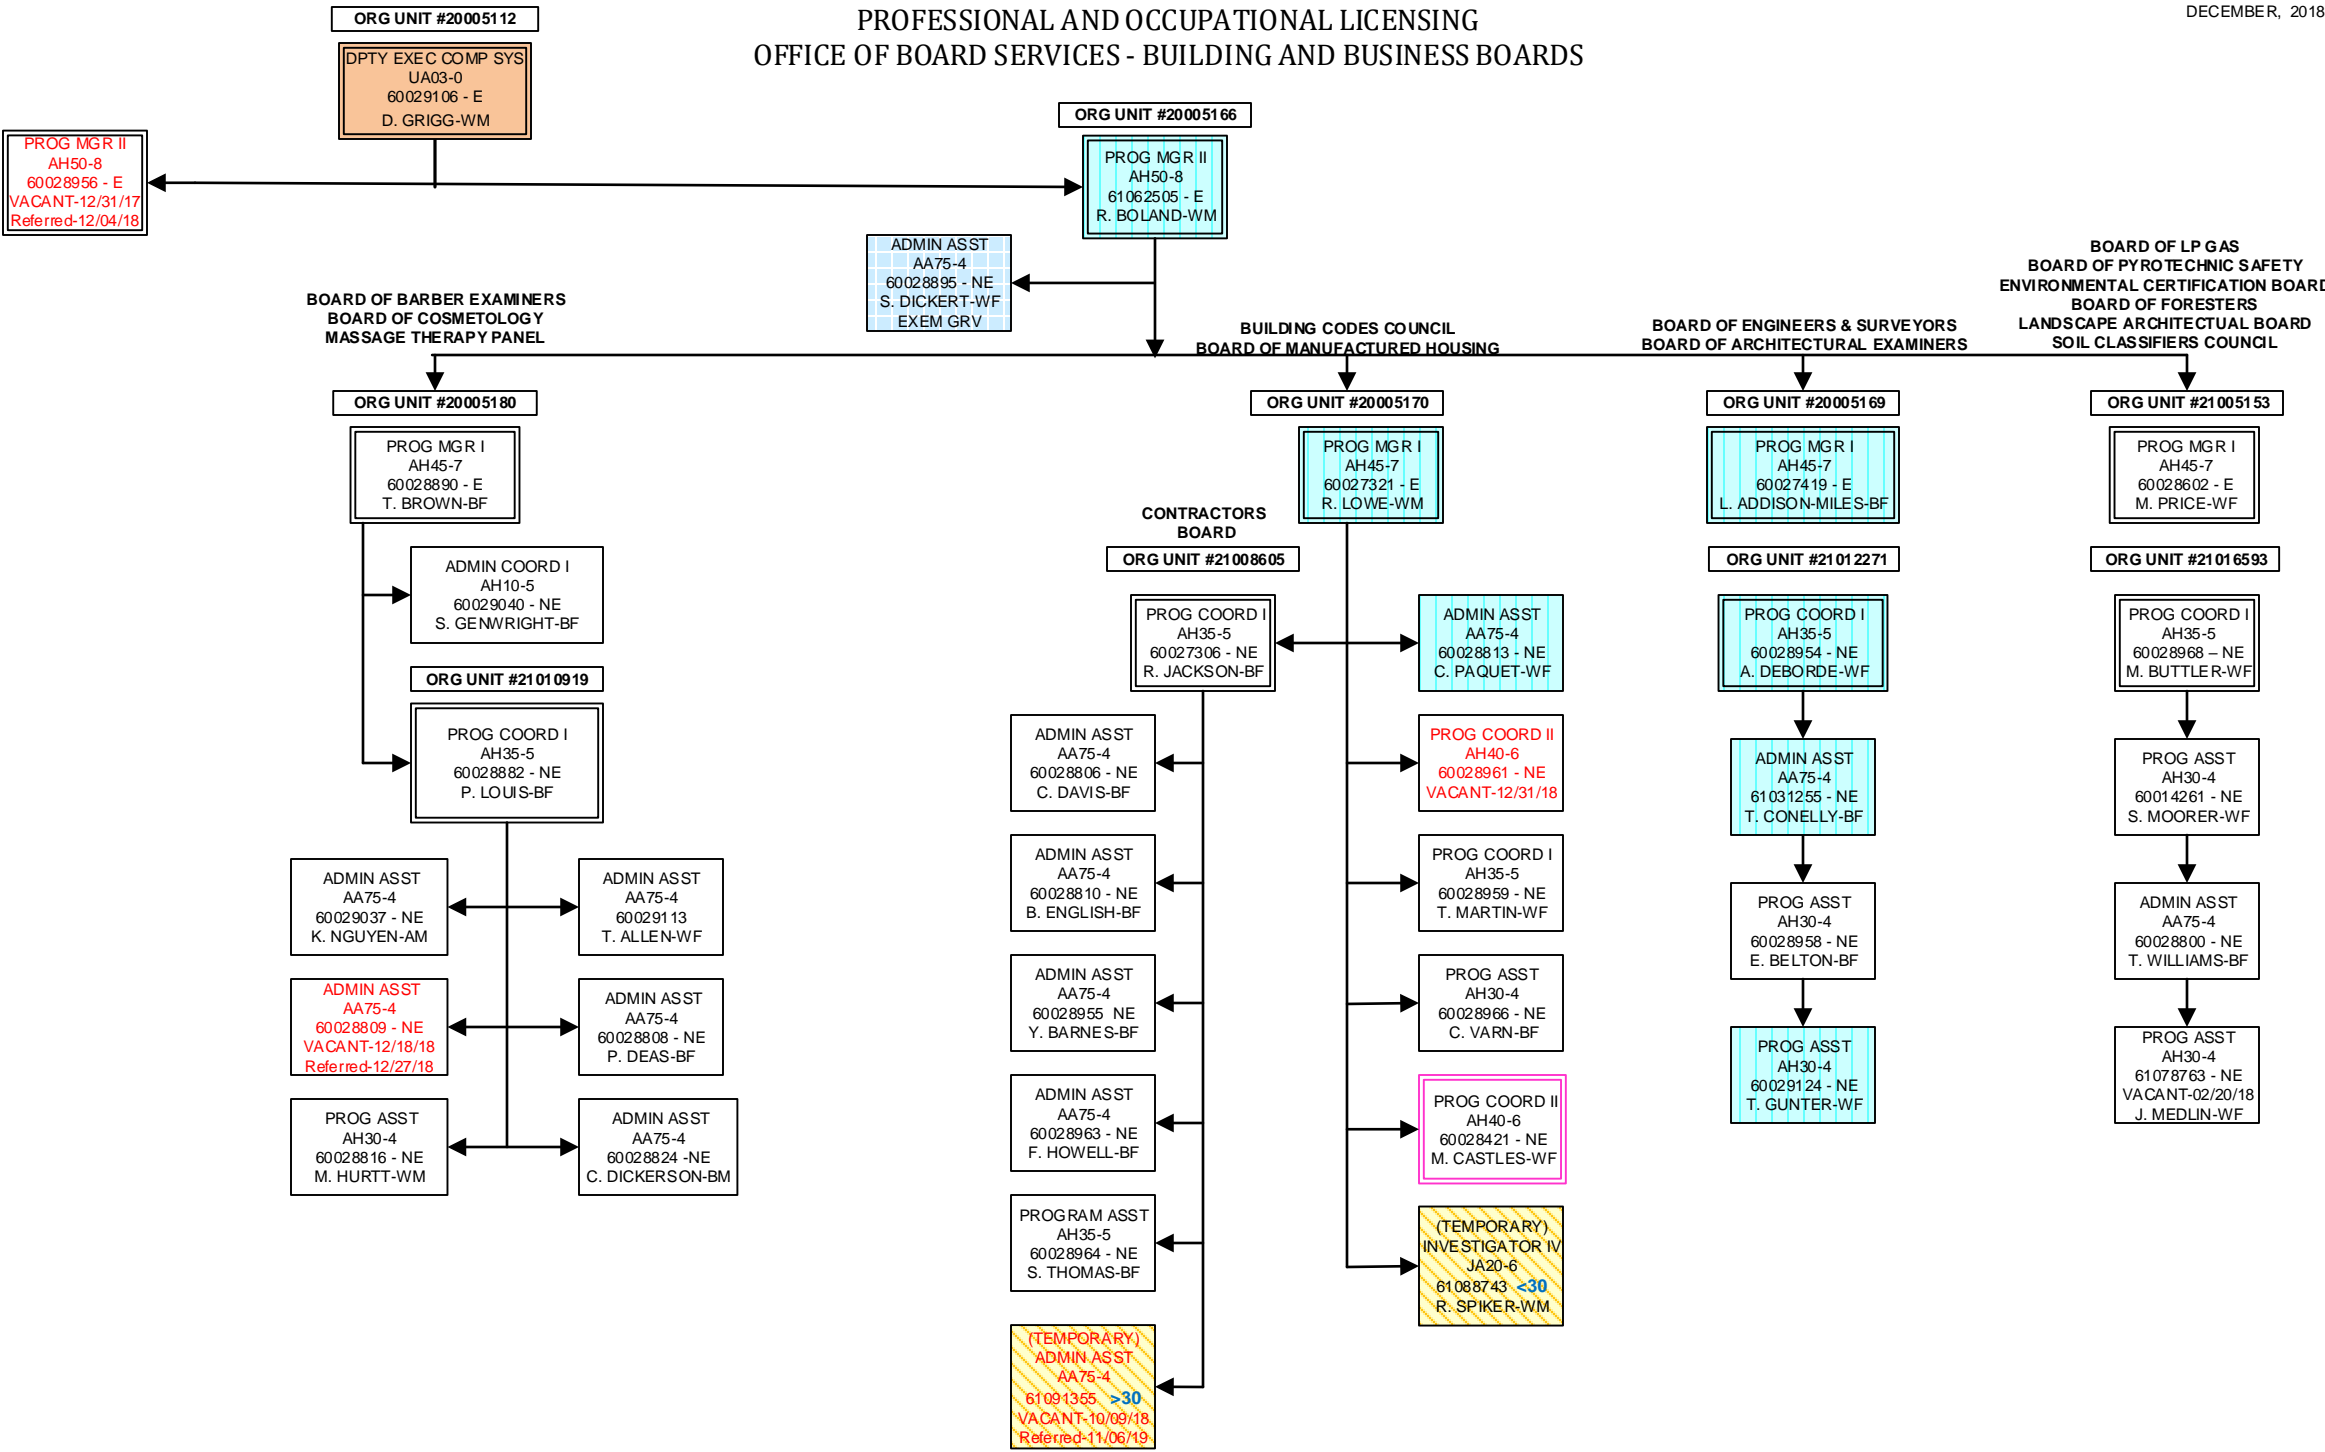 ORG UNIT #20005112
PROFESSIONAL AND OCCUPATIONAL LICENSING
OFFICE OF BOARD SERVICES - BUILDING AND BUSINESS BOARDS
DECEMBER, 2018
DPTY EXEC COMP SYS
UA03-0
60029106 - E
D. GRIGG-WM
PROG MGR II
AH50-8
60028956 - E
VACANT-12/31/17
Referred-12/04/18
ORG UNIT #20005166
PROG MGR II
AH50-8
61062505 - E
R. BOLAND-WM
ADMIN ASST
AA75-4
60028895 - NE
S. DICKERT-WF
EXEM GRV
BOARD OF BARBER EXAMINERS
BOARD OF COSMETOLOGY
MASSAGE THERAPY PANEL
BUILDING CODES COUNCIL
BOARD OF MANUFACTURED HOUSING
BOARD OF ENGINEERS & SURVEYORS
BOARD OF ARCHITECTURAL EXAMINERS
BOARD OF LP GAS
BOARD OF PYROTECHNIC SAFETY
ENVIRONMENTAL CERTIFICATION BOARD
BOARD OF FORESTERS
LANDSCAPE ARCHITECTUAL BOARD
SOIL CLASSIFIERS COUNCIL
ORG UNIT #20005180
PROG MGR I
AH45-7
60028890 - E
T. BROWN-BF
ADMIN COORD I
AH10-5
60029040 - NE
S. GENWRIGHT-BF
ORG UNIT #21010919
PROG COORD I
AH35-5
60028882 - NE
P. LOUIS-BF
ADMIN ASST
AA75-4
60029037 - NE
K. NGUYEN-AM
ADMIN ASST
AA75-4
60029113
T. ALLEN-WF
ADMIN ASST
AA75-4
60028809 - NE
VACANT-12/18/18
Referred-12/27/18
ADMIN ASST
AA75-4
60028808 - NE
P. DEAS-BF
PROG ASST
AH30-4
60028816 - NE
M. HURTT-WM
ADMIN ASST
AA75-4
60028824 -NE
C. DICKERSON-BM
ORG UNIT #20005170
PROG MGR I
AH45-7
60027321 - E
R. LOWE-WM
CONTRACTORS
BOARD
ORG UNIT #21008605
PROG COORD I
AH35-5
60027306 - NE
R. JACKSON-BF
ADMIN ASST
AA75-4
60028806 - NE
C. DAVIS-BF
ADMIN ASST
AA75-4
60028810 - NE
B. ENGLISH-BF
ADMIN ASST
AA75-4
60028955 NE
Y. BARNES-BF
ADMIN ASST
AA75-4
60028963 - NE
F. HOWELL-BF
PROGRAM ASST
AH35-5
60028964 - NE
S. THOMAS-BF
(TEMPORARY)
ADMIN ASST
AA75-4
61091355 >30
VACANT-10/09/18
Referred-11/06/19
ADMIN ASST
AA75-4
60028813 - NE
C. PAQUET-WF
PROG COORD II
AH40-6
60028961 - NE
VACANT-12/31/18
PROG COORD I
AH35-5
60028959 - NE
T. MARTIN-WF
PROG ASST
AH30-4
60028966 - NE
C. VARN-BF
PROG COORD II
AH40-6
60028421 - NE
M. CASTLES-WF
(TEMPORARY)
INVESTIGATOR IV
JA20-6
61088743 <30
R. SPIKER-WM
ORG UNIT #20005169
PROG MGR I
AH45-7
60027419 - E
L. ADDISON-MILES-BF
ORG UNIT #21012271
PROG COORD I
AH35-5
60028954 - NE
A. DEBORDE-WF
ADMIN ASST
AA75-4
61031255 - NE
T. CONELLY-BF
PROG ASST
AH30-4
60028958 - NE
E. BELTON-BF
PROG ASST
AH30-4
60029124 - NE
T. GUNTER-WF
ORG UNIT #21005153
PROG MGR I
AH45-7
60028602 - E
M. PRICE-WF
ORG UNIT #21016593
PROG COORD I
AH35-5
60028968 – NE
M. BUTTLER-WF
PROG ASST
AH30-4
60014261 - NE
S. MOORER-WF
ADMIN ASST
AA75-4
60028800 - NE
T. WILLIAMS-BF
PROG ASST
AH30-4
61078763 - NE
VACANT-02/20/18
J. MEDLIN-WF